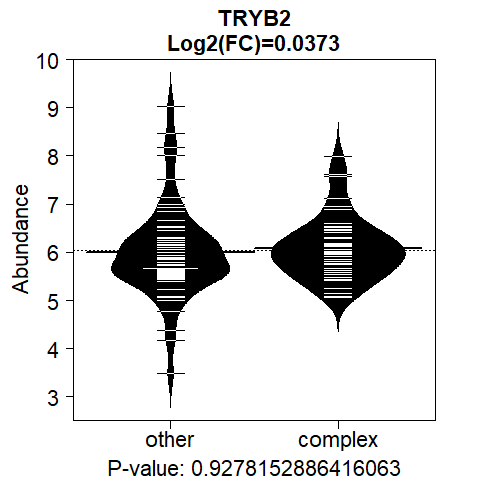 TRYB2
Log2(FC)=0.0373
10
9
8
7
6
5
4
3
Abundance
other
complex
P-value: 0.9278152886416063